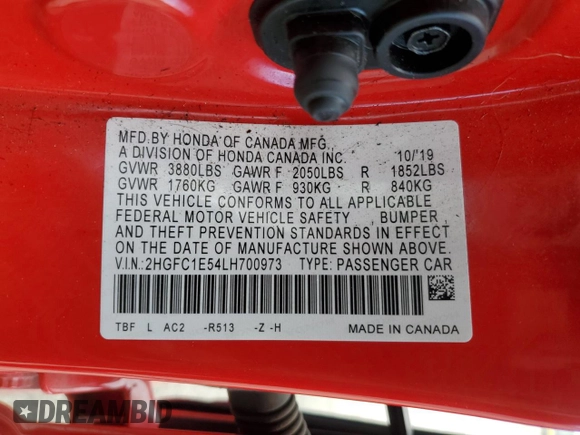 MFD.BY HONDA OF CANADA MFG.,
A DIVISION OF HONDA CANADA INC. 10/'19
GVWR 3880LBS GAWR F 2050LBS R 1852LBS
GVWR 1760KG GAWR F 930KG R 840KG
THIS VEHICLE CONFORMS TO ALL APPLICABLE
FEDERAL MOTOR VEHICLE SAFETY , BUMPER ,
AND THEFT PREVENTION STANDARDS IN EFFECT
ON THE DATE OF MANUFACTURE SHOWN ABOVE.
V.I.N.:2HGFC1E54LH700973 TYPE: PASSENGER CAR
TBF L AC2 -R513 -Z -H MADE IN CANADA
DREAMBID